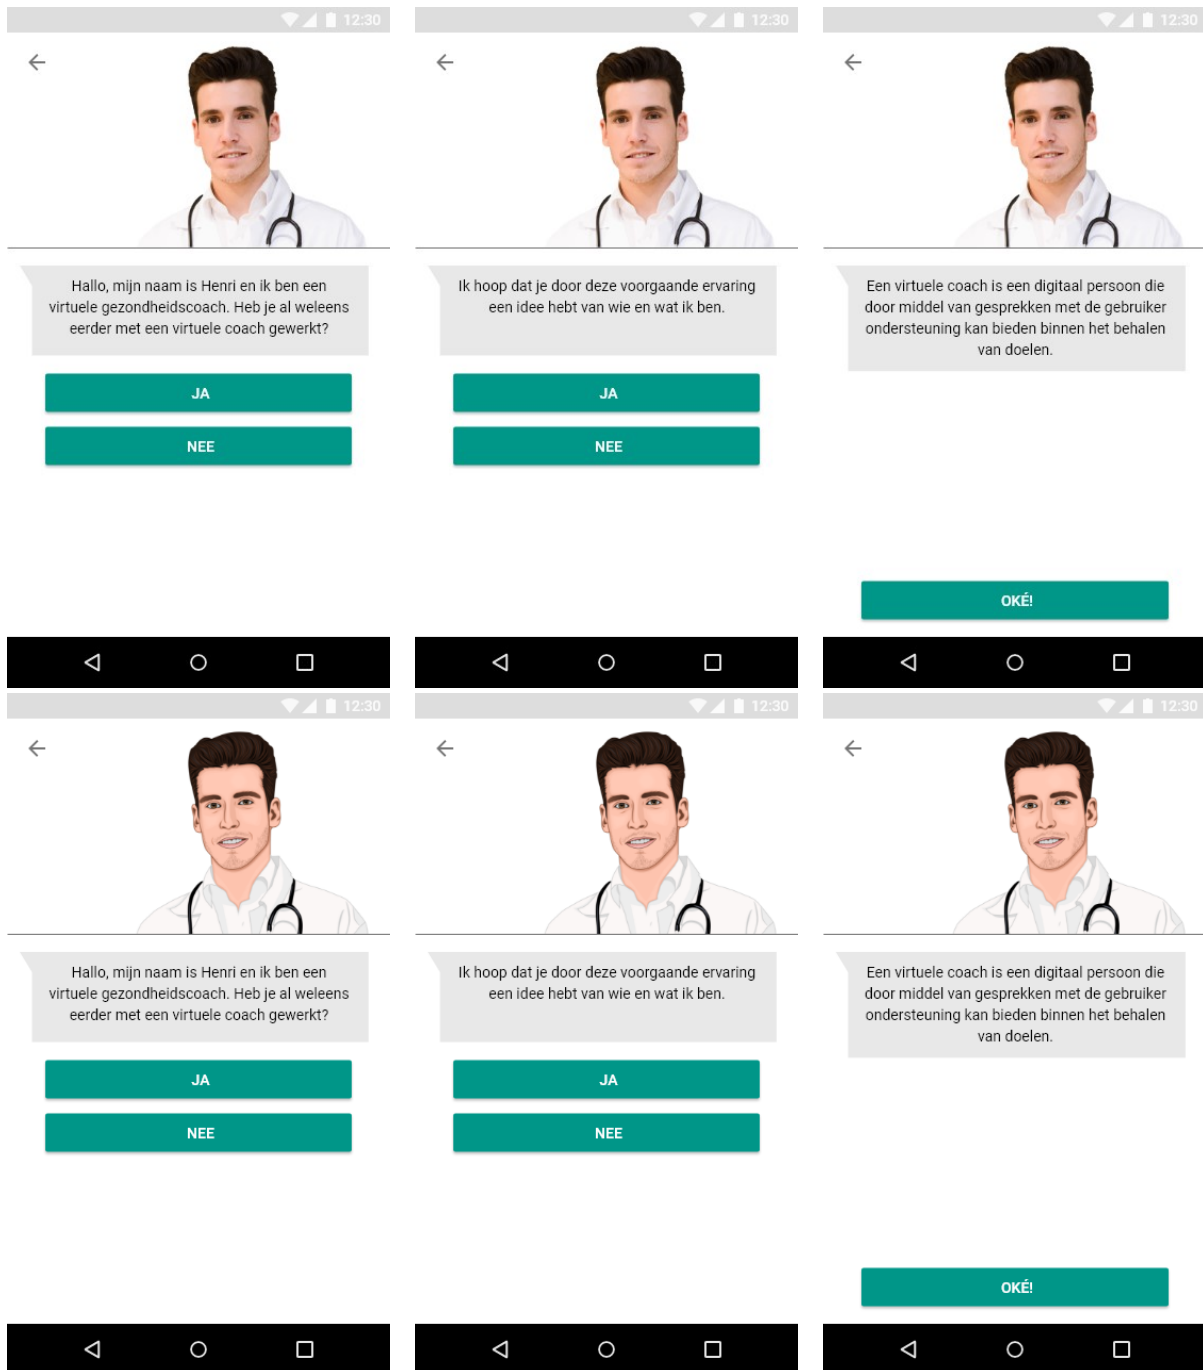 12:30
Hallo, mijn naam is Henri en ik ben een
virtuele gezondheidscoach. Heb je al weleens
eerder met een virtuele coach gewerkt?
JA
NEE
12:30
Ik hoop dat je door deze voorgaande ervaring
een idee hebt van wie en wat ik ben.
JA
NEE
12:30
Een virtuele coach is een digitaal persoon die
door middel van gesprekken met de gebruiker
ondersteuning kan bieden binnen het behalen
van doelen.
OKÉ!
12:30
Hallo, mijn naam is Henri en ik ben een
virtuele gezondheidscoach. Heb je al weleens
eerder met een virtuele coach gewerkt?
JA
NEE
12:30
Ik hoop dat je door deze voorgaande ervaring
een idee hebt van wie en wat ik ben.
JA
NEE
12:30
Een virtuele coach is een digitaal persoon die
door middel van gesprekken met de gebruiker
ondersteuning kan bieden binnen het behalen
van doelen.
OKÉ!